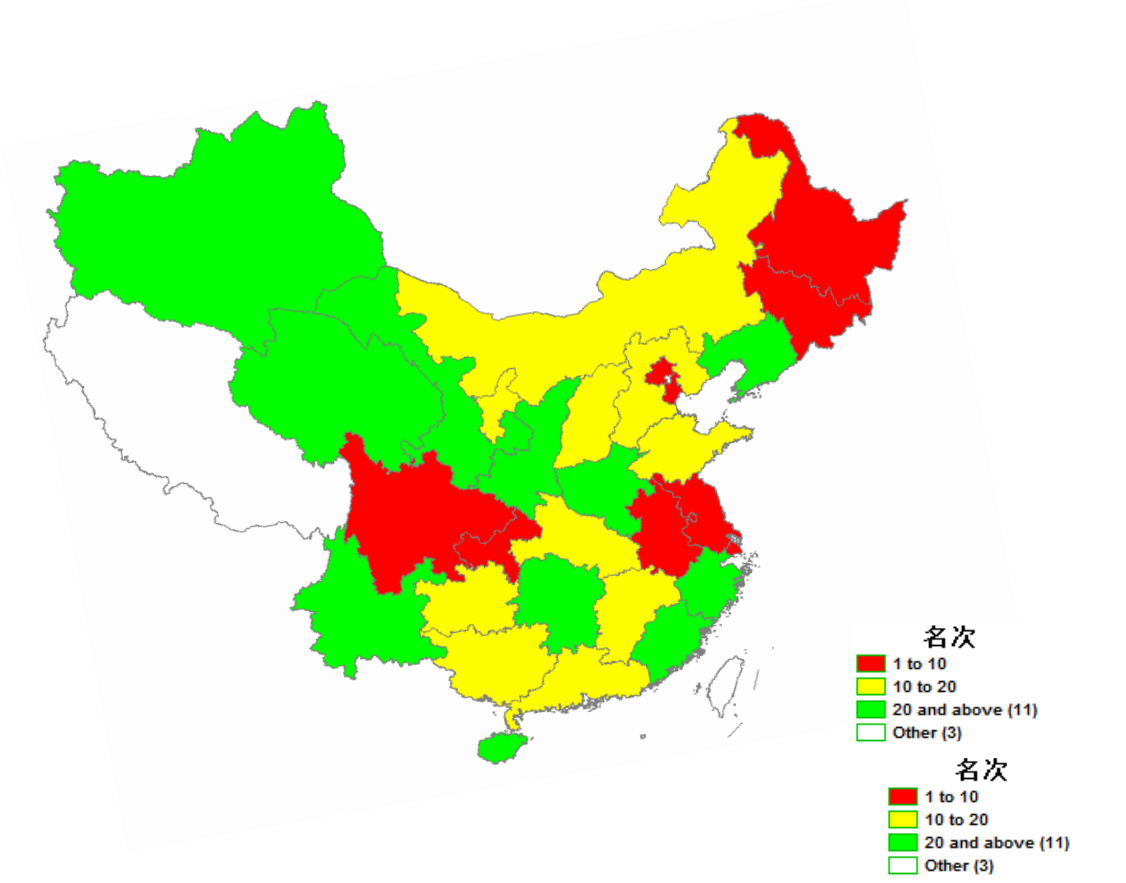 名次
1 to 10
10 to 20
20 and above (11)
Other (3)
名次
1 to 10
10 to 20
20 and above (11)
Other (3)